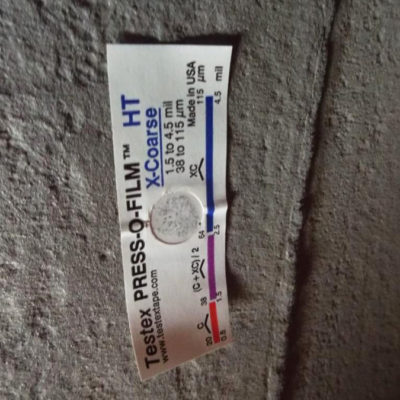 Testex PRESS-O-FILM™ HT
www.testextape.com
X-Coarse
1.5 to 4.5 mil
38 to 115 µm
Made in USA
C (C + XC) / 2 XC
20 38 64 115 µm
0.8 1.5 2.5 4.5 mil